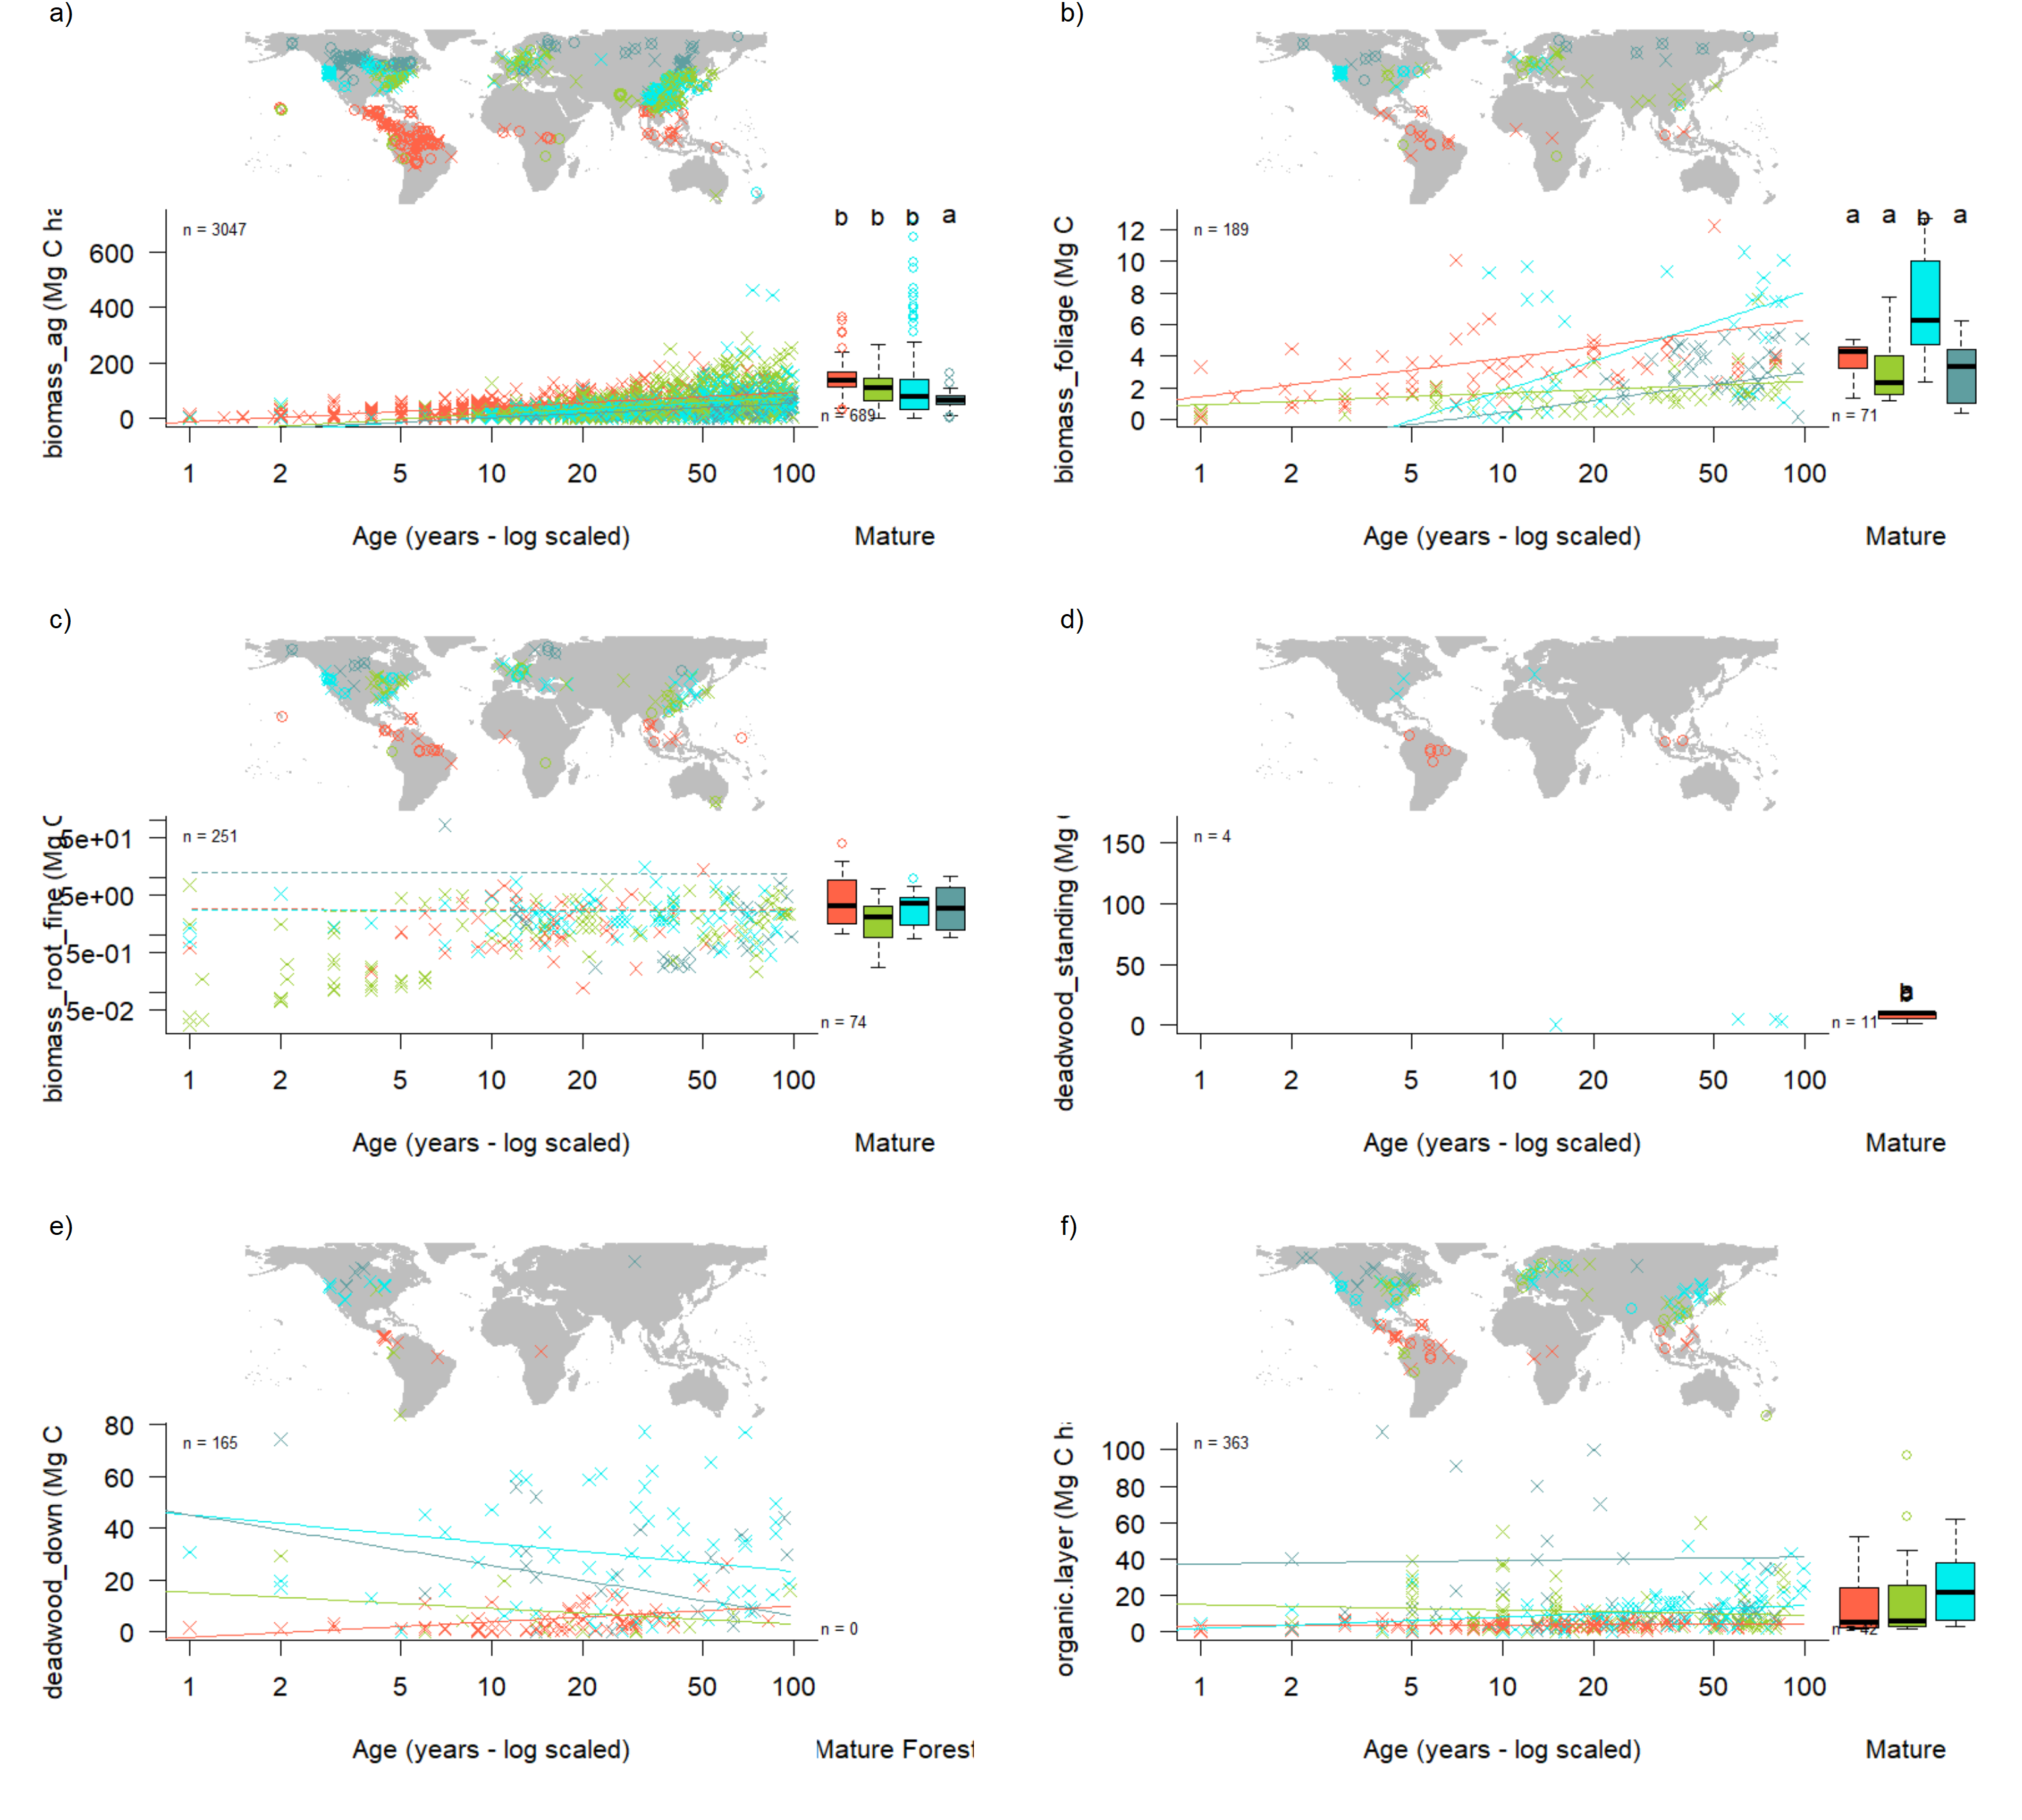 a)
b)
biomass_ag (Mg C ha
600
400
200
0
n = 3047
b b b a
n = 689
1 2 5 10 20 50 100
Age (years - log scaled)
Mature
biomass_foliage (Mg C
12
10
8
6
4
2
0
n = 189
a a b a
n = 71
1 2 5 10 20 50 100
Age (years - log scaled)
Mature
c)
d)
biomass_root_fine (Mg C
5e+01
5e+00
5e-01
5e-02
n = 251
n = 74
1 2 5 10 20 50 100
Age (years - log scaled)
Mature
deadwood_standing (Mg C
150
100
50
0
n = 4
n = 11
1 2 5 10 20 50 100
Age (years - log scaled)
Mature
e)
f)
deadwood_down (Mg C
80
60
40
20
0
n = 165
n = 0
1 2 5 10 20 50 100
Age (years - log scaled)
Mature Forest
organic.layer (Mg C h
100
80
60
40
20
0
n = 363
n = 42
1 2 5 10 20 50 100
Age (years - log scaled)
Mature